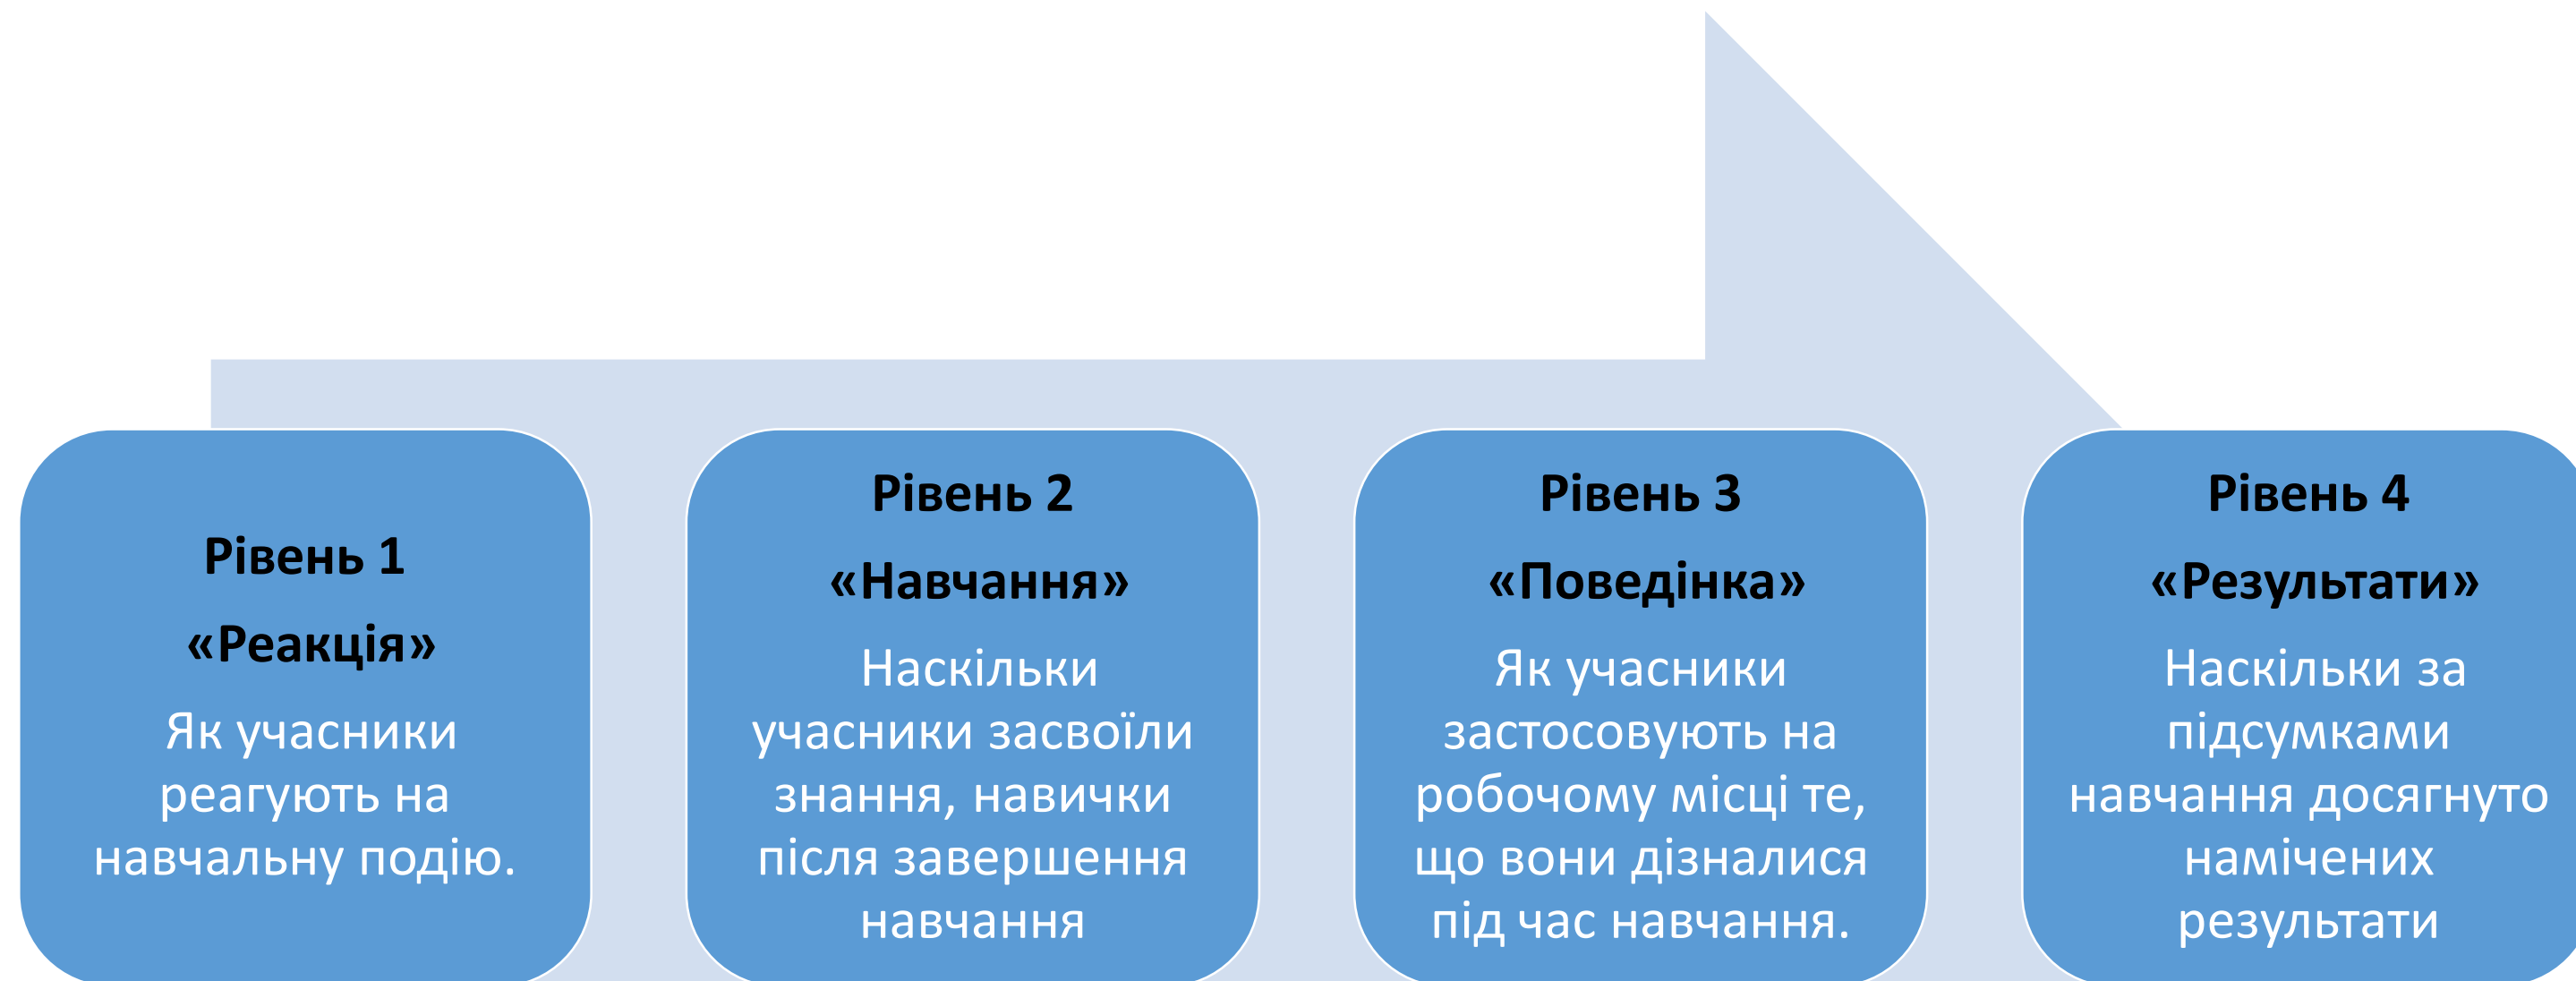 Рівень 1
«Реакція»
Як учасники
реагують на
навчальну подію.
Рівень 2
«Навчання»
Наскільки
учасники засвоїли
знання, навички
після завершення
навчання
Рівень 3
«Поведінка»
Як учасники
застосовують на
робочому місці те,
що вони дізналися
під час навчання.
Рівень 4
«Результати»
Наскільки за
підсумками
навчання досягнуто
намічених
результати